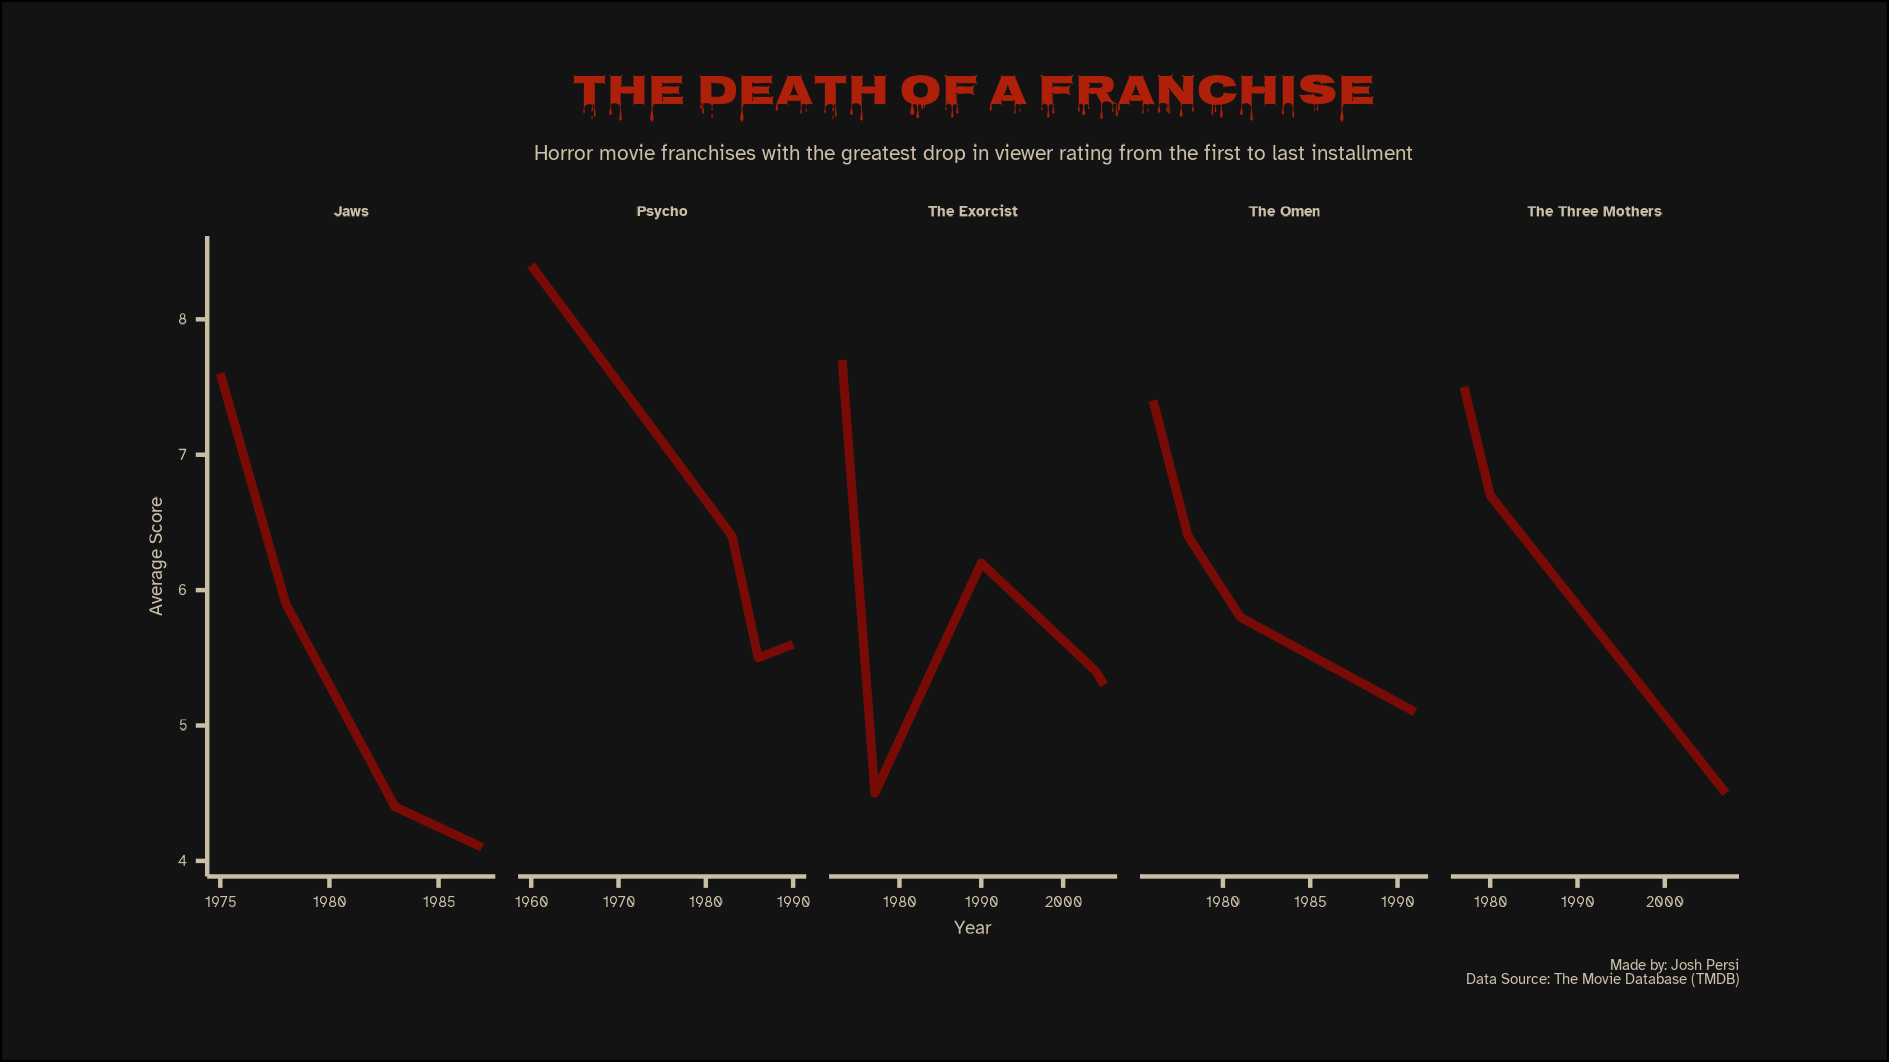 THE DEATH OF A FRANCHISE
Horror movie franchises with the greatest drop in viewer rating from the first to last installment
Jaws
Psycho
The Exorcist
The Omen
The Three Mothers
Average Score
8
7
6
5
4
1975 1980 1985
1960 1970 1980 1990
1980 1990 2000
1980 1985 1990
1980 1990 2000
Year
Made by: Josh Persi
Data Source: The Movie Database (TMDB)